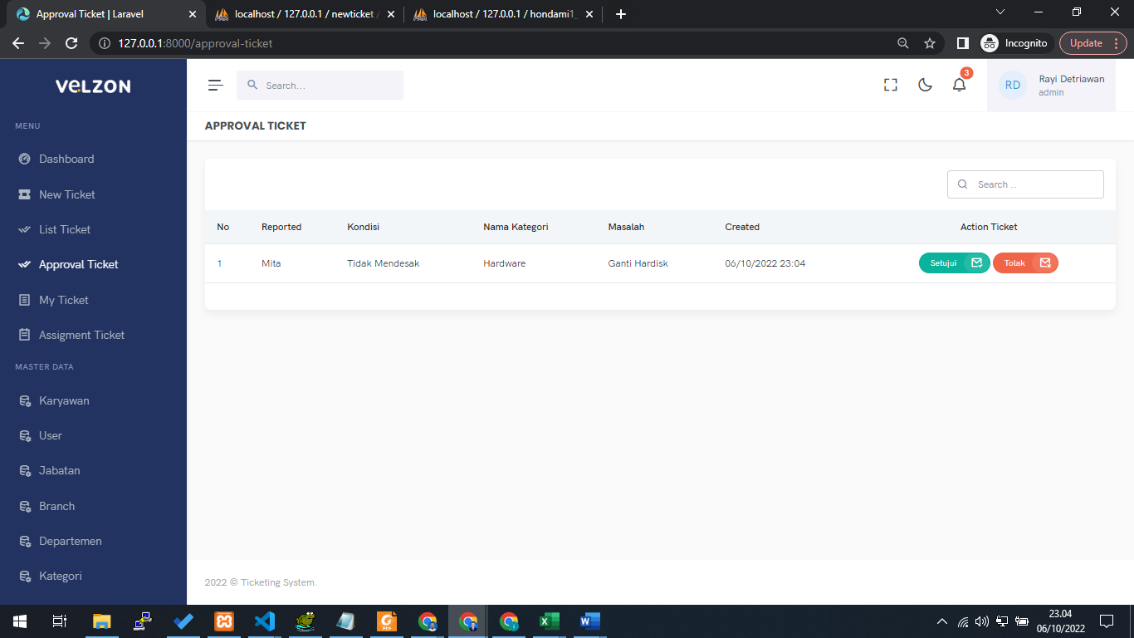 Approval Ticket | Laravel
localhost / 127.0.0.1 / newticket /
localhost / 127.0.0.1 / hondami1_
127.0.0.1:8000/approval-ticket
Incognito
Update
VELZON
Search...
3
RD
Rayi Detriawan
admin
MENU
APPROVAL TICKET
Dashboard
New Ticket
List Ticket
Approval Ticket
My Ticket
Assigment Ticket
MASTER DATA
Karyawan
User
Jabatan
Branch
Departemen
Kategori
Search ..
No Reported Kondisi Nama Kategori Masalah Created Action Ticket
1 Mita Tidak Mendesak Hardware Ganti Hardisk 06/10/2022 23:04 Setujui Tolak
2022 © Ticketing System.
23.04
06/10/2022